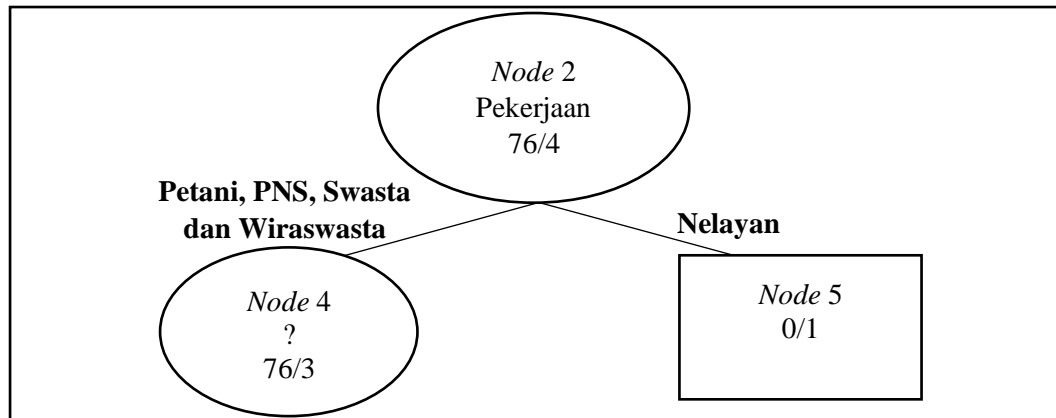 Node 2
Pekerjaan
76/4
Petani, PNS, Swasta
dan Wiraswasta
Nelayan
Node 4
?
76/3
Node 5
0/1